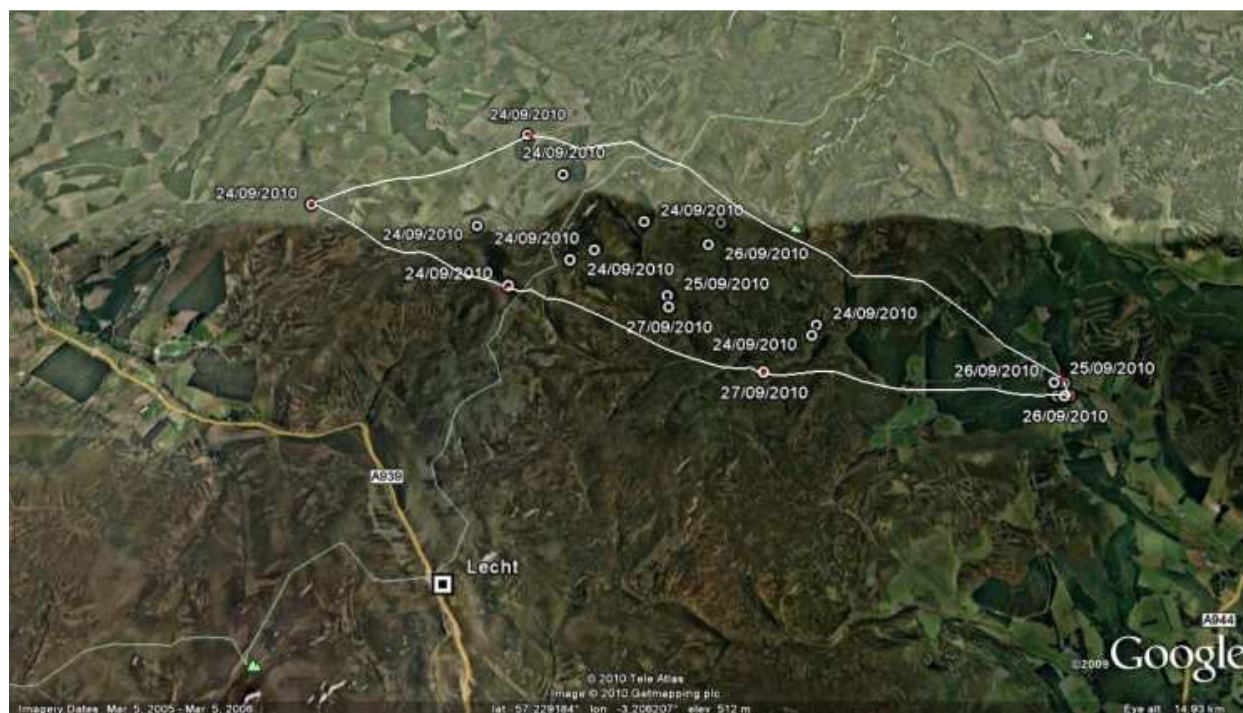 24/09/2010
24/09/2010
24/09/2010
24/09/2010
24/09/2010
24/09/2010
26/09/2010
24/09/2010
24/09/2010
25/09/2010
27/09/2010
24/09/2010
24/09/2010
26/09/2010
25/09/2010
27/09/2010
26/09/2010
A939
Lecht
A944
©2009 Google
© 2010 Tele Atlas
Image © 2010 Getmapping plc
Imagery Dates: Mar 5, 2005 - Mar 5, 2006
lat 57.229184° lon -3.206207° elev 512 m
Eye alt 14.93 km